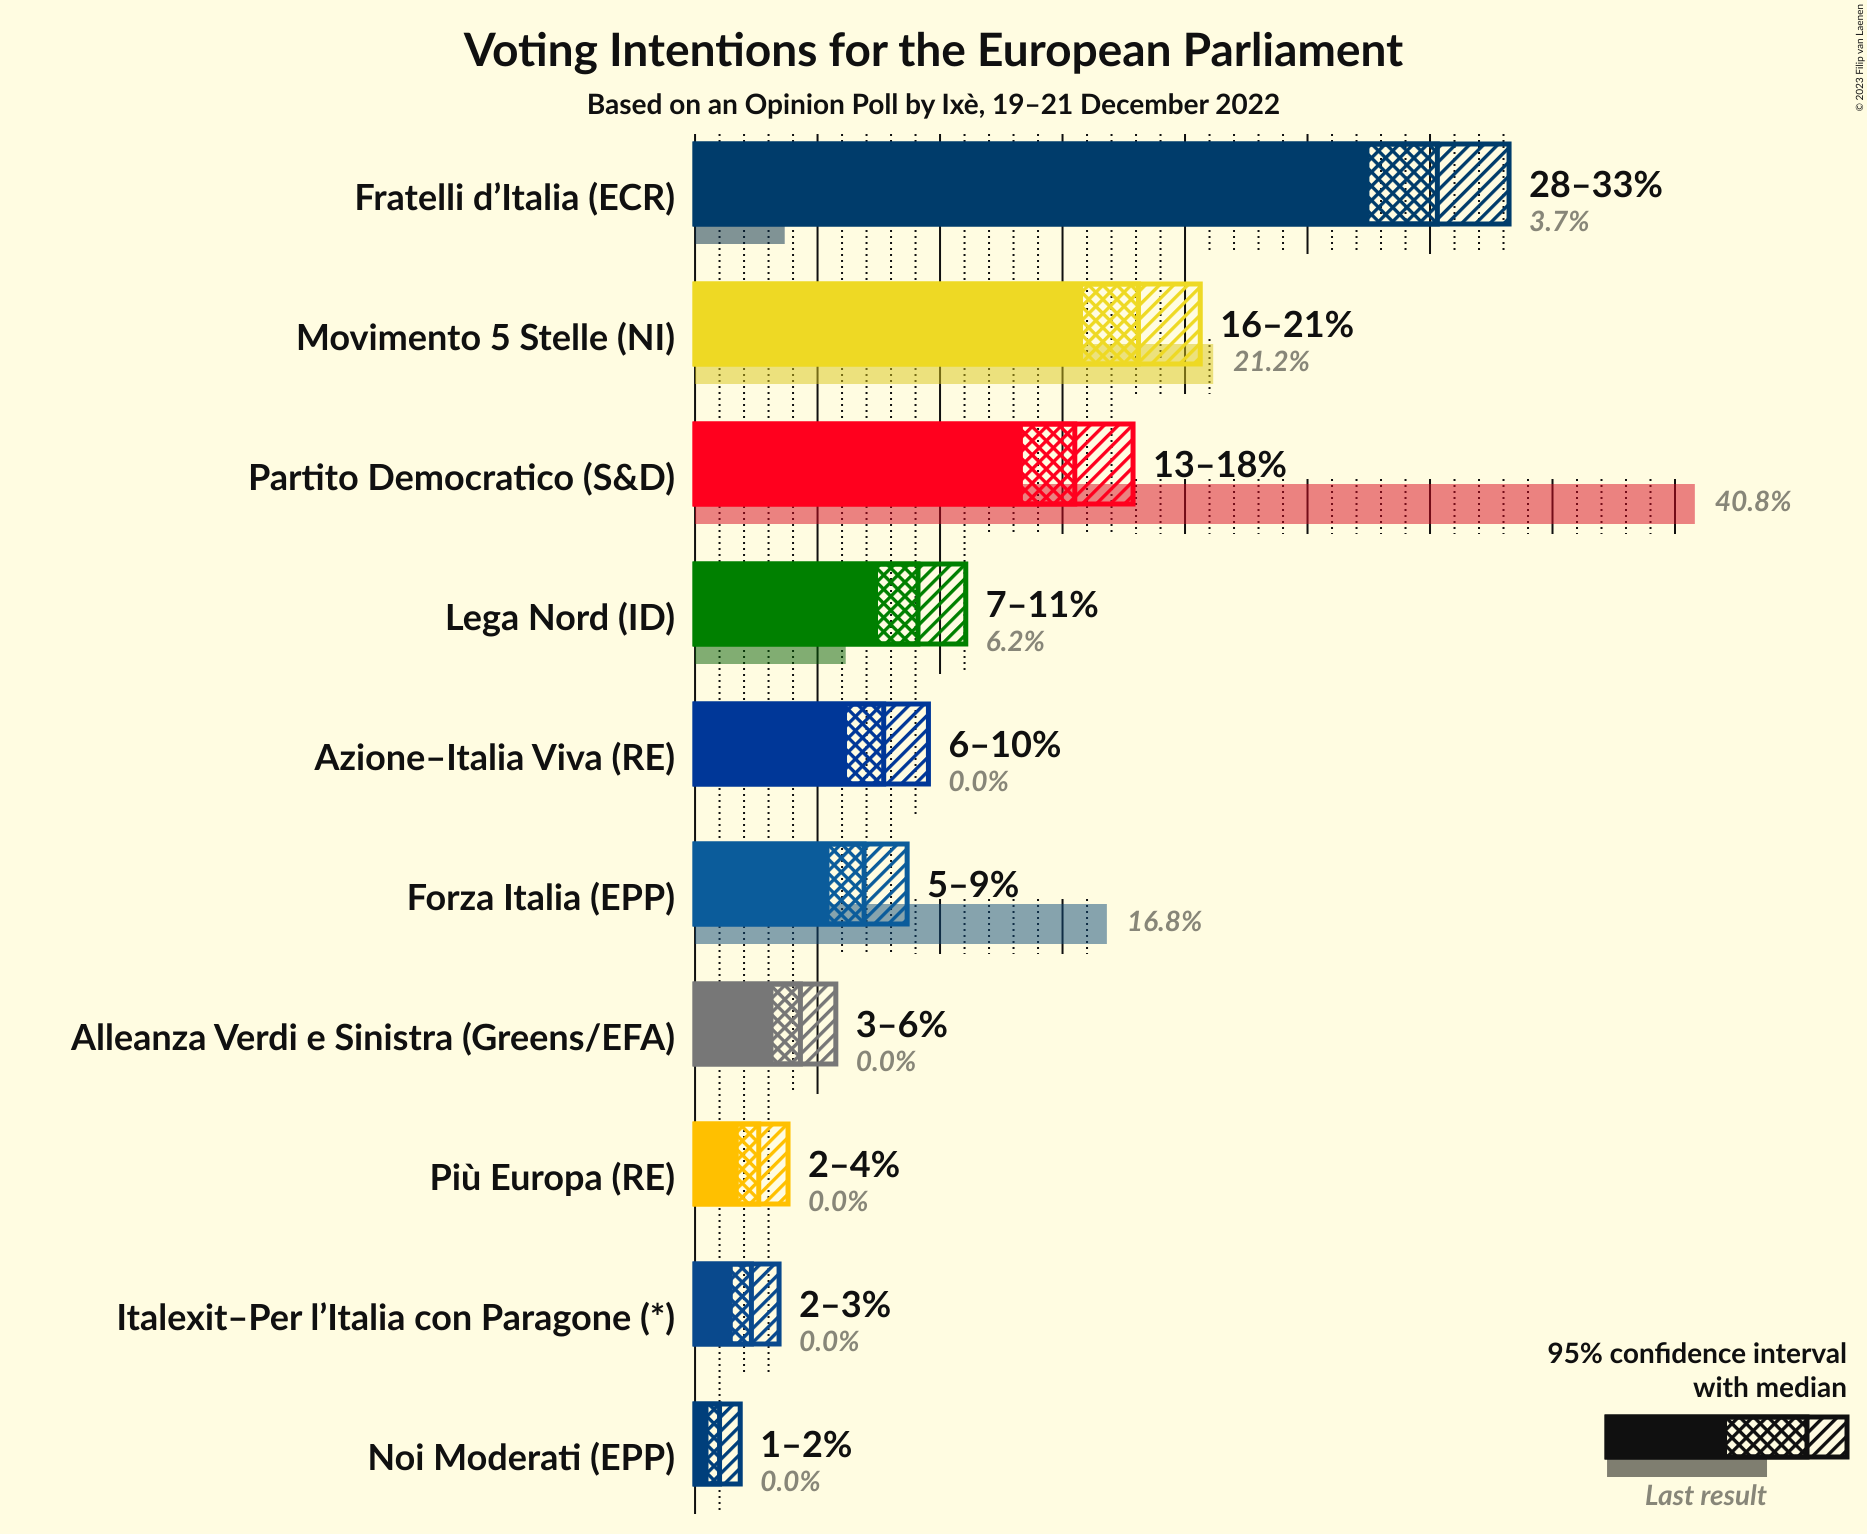 Voting Intentions for the European Parliament
Based on an Opinion Poll by Ixè, 19–21 December 2022
© 2023 Filip van Laenen
Fratelli d’Italia (ECR)
28–33%
3.7%
Movimento 5 Stelle (NI)
16–21%
21.2%
Partito Democratico (S&D)
13–18%
40.8%
Lega Nord (ID)
7–11%
6.2%
Azione–Italia Viva (RE)
6–10%
0.0%
Forza Italia (EPP)
5–9%
16.8%
Alleanza Verdi e Sinistra (Greens/EFA)
3–6%
0.0%
Più Europa (RE)
2–4%
0.0%
Italexit–Per l’Italia con Paragone (*)
2–3%
0.0%
Noi Moderati (EPP)
1–2%
0.0%
95% confidence interval
with median
Last result